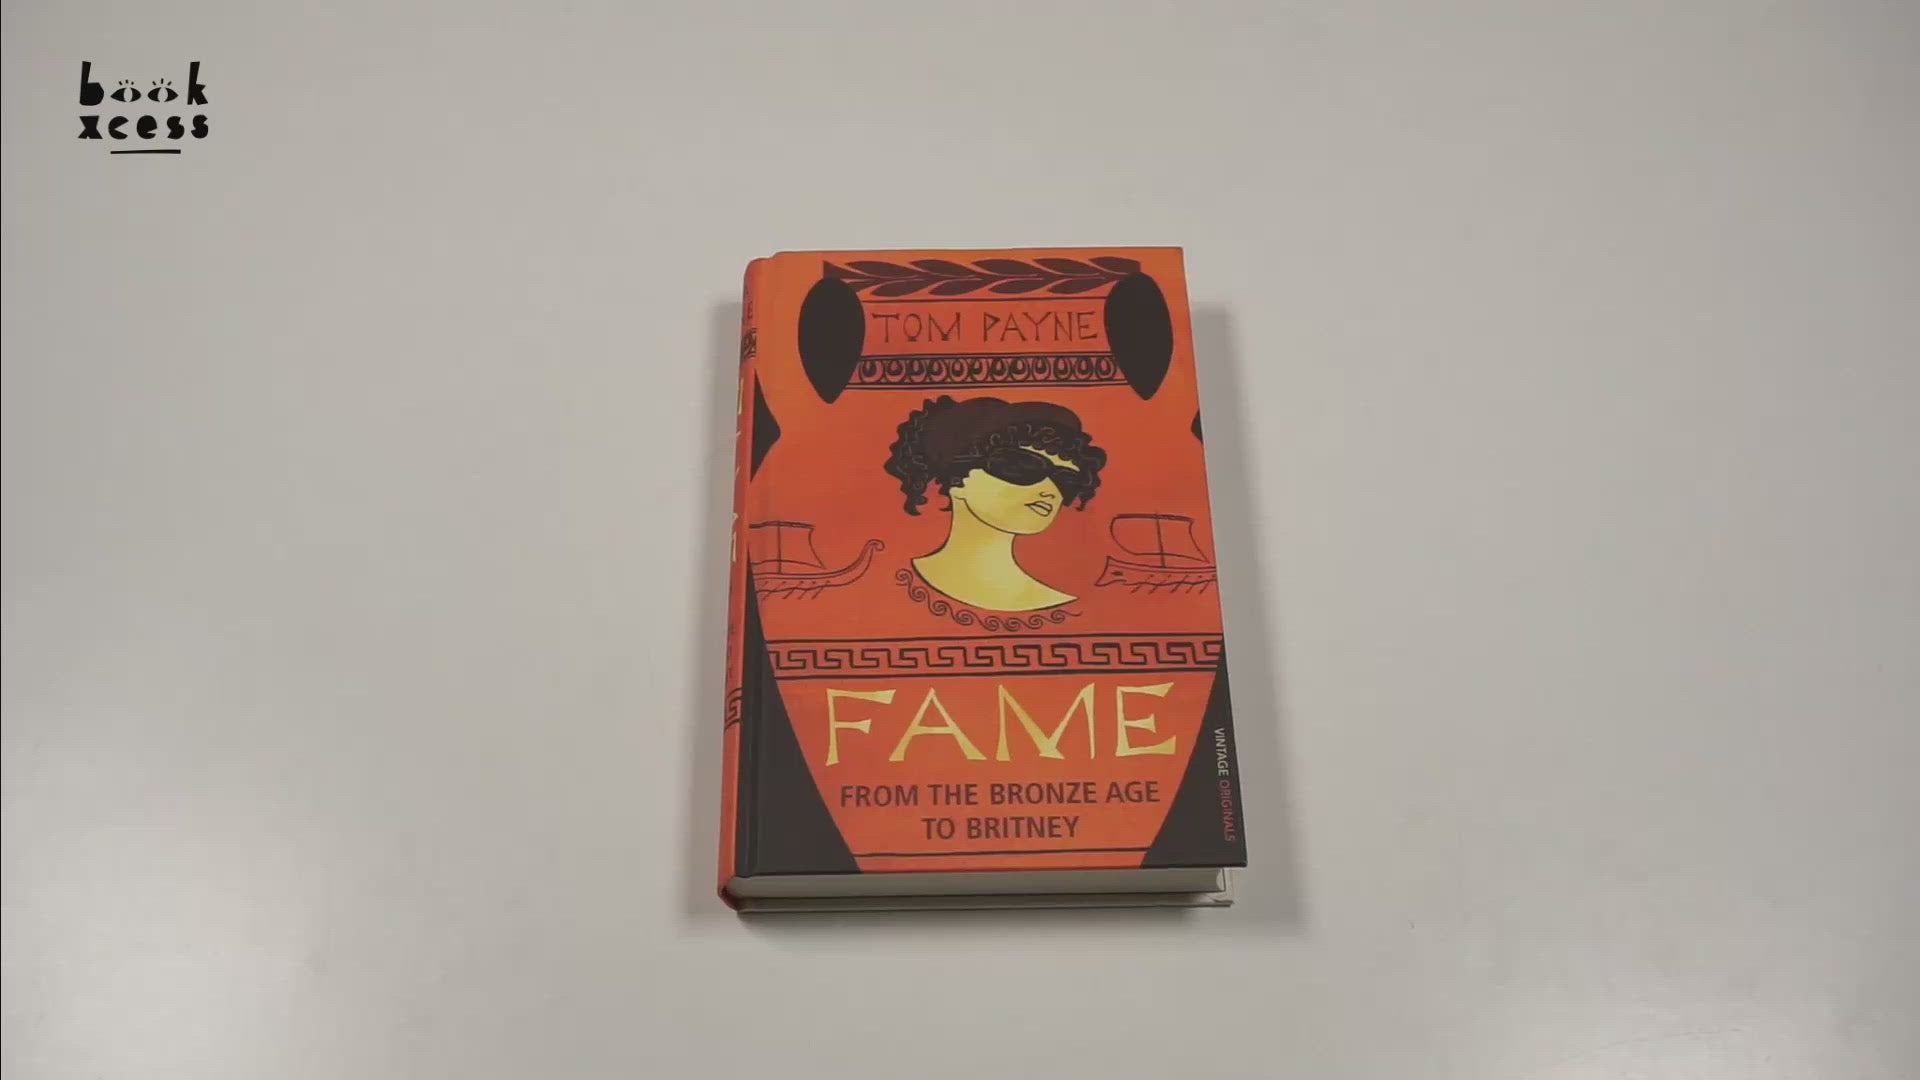 book
xcess
TOM PAYNE
FAME
FROM THE BRONZE AGE
TO BRITNEY
VINTAGE ORIGINALS